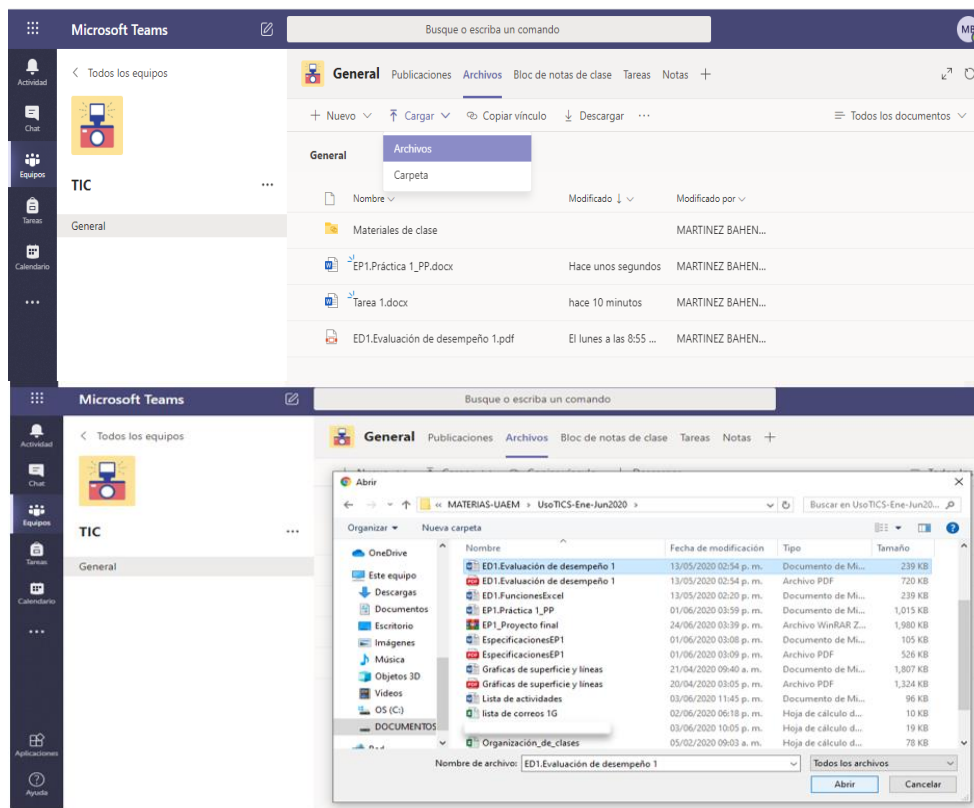 Microsoft Teams
Busque o escriba un comando
Actividad
Chat
Equipos
Tareas
Calendario
Todos los equipos
TIC
General
General Publicaciones Archivos Bloc de notas de clase Tareas Notas
Nuevo Cargar Copiar vínculo Descargar Todos los documentos
Archivos
Carpeta
General
Nombre Modificado Modificado por
Materiales de clase MARTINEZ BAHEN...
EP1.Práctica 1_PP.docx Hace unos segundos MARTINEZ BAHEN...
Tarea 1.docx hace 10 minutos MARTINEZ BAHEN...
ED1.Evaluación de desempeño 1.pdf El lunes a las 8:55 ... MARTINEZ BAHEN...
Microsoft Teams
Busque o escriba un comando
Actividad
Chat
Equipos
Tareas
Calendario
Aplicaciones
Ayuda
Todos los equipos
TIC
General
General Publicaciones Archivos Bloc de notas de clase Tareas Notas
Abrir
« MATERIAS-UAEM > UsoTICS-Ene-Jun2020 >
Buscar en UsoTICS-Ene-Jun20...
Organizar Nueva carpeta
OneDrive
Este equipo
Descargas
Documentos
Escritorio
Imágenes
Música
Objetos 3D
Videos
OS (C:)
DOCUMENTOS
Nombre Fecha de modificación Tipo Tamaño
ED1.Evaluación de desempeño 1 13/05/2020 02:54 p. m. Documento de Mi... 239 KB
ED1.Evaluación de desempeño 1 13/05/2020 02:54 p. m. Archivo PDF 720 KB
ED1.FuncionesExcel 13/05/2020 02:20 p. m. Documento de Mi... 239 KB
EP1.Práctica 1_PP 01/06/2020 03:59 p. m. Documento de Mi... 1,015 KB
EP1_Proyecto final 24/06/2020 03:39 p. m. Archivo WinRAR Z... 1,980 KB
EspecificacionesEP1 01/06/2020 03:08 p. m. Documento de Mi... 105 KB
EspecificacionesEP1 01/06/2020 03:09 p. m. Archivo PDF 526 KB
Graficas de superficie y líneas 21/04/2020 09:40 a. m. Documento de Mi... 1,807 KB
Gráficas de superficie y líneas 20/04/2020 03:05 p. m. Archivo PDF 1,324 KB
Lista de actividades 03/06/2020 11:45 p. m. Documento de Mi... 96 KB
lista de correos 1G 02/06/2020 06:18 p. m. Hoja de cálculo d... 10 KB
03/06/2020 10:05 p. m. Hoja de cálculo d... 19 KB
Organización_de_clases 05/02/2020 09:03 a. m. Hoja de cálculo d... 78 KB
Nombre de archivo: ED1.Evaluación de desempeño 1 Todos los archivos
Abrir Cancelar